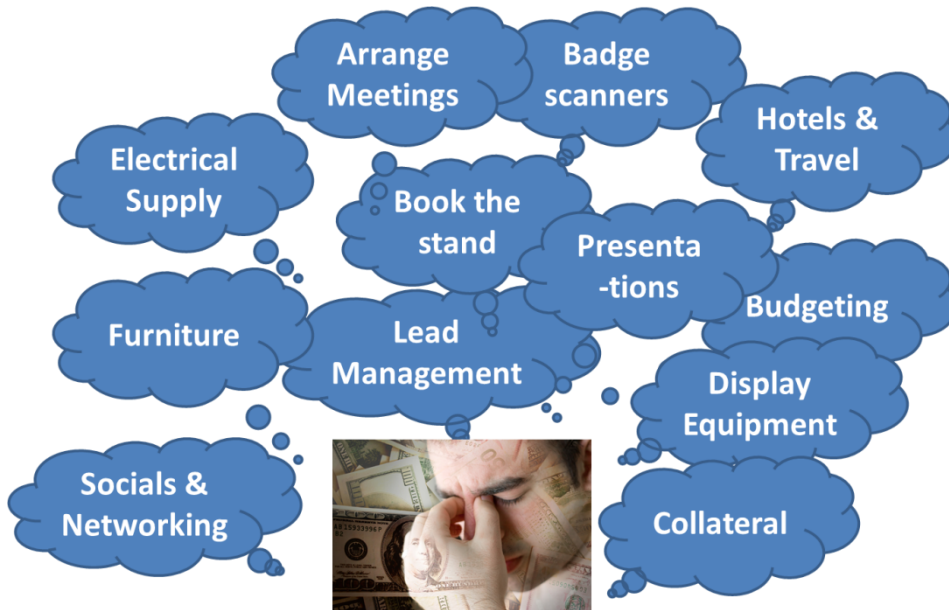 Arrange
Meetings
Badge
scanners
Hotels &
Travel
Electrical
Supply
Book the
stand
Presenta
-tions
Budgeting
Furniture
Lead
Management
Display
Equipment
Socials &
Networking
Collateral